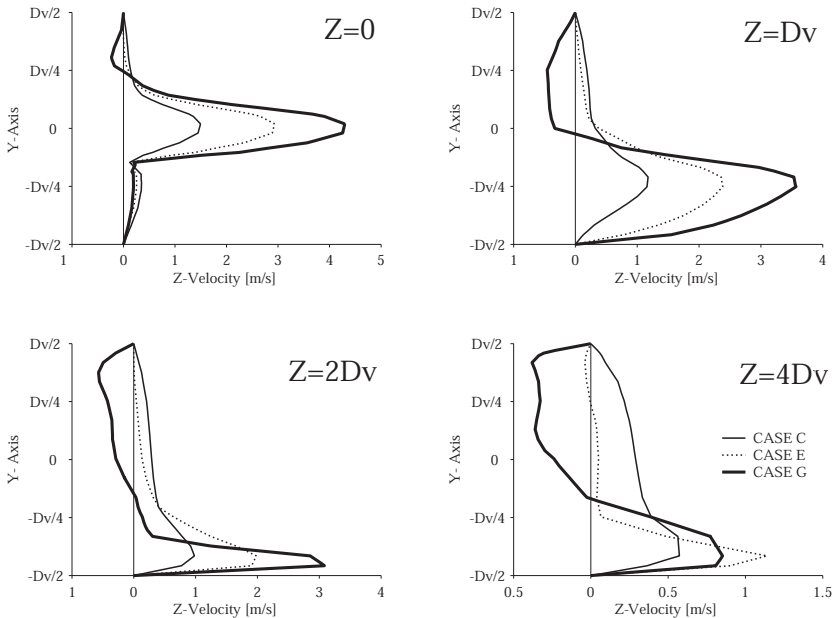 Z=0
Dv/2
Dv/4
0
-Dv/4
-Dv/2
Y-Axis
1 0 1 2 3 4 5
Z-Velocity [m/s]
Z=Dv
Dv/2
Dv/4
0
-Dv/4
-Dv/2
Y- Axis
1 0 1 2 3 4
Z-Velocity [m/s]
Z=2Dv
Dv/2
Dv/4
0
-Dv/4
-Dv/2
Y- Axis
1 0 1 2 3 4
Z-Velocity [m/s]
Z=4Dv
Dv/2
Dv/4
0
-Dv/4
-Dv/2
Y- Axis
CASE C
CASE E
CASE G
0.5 0 0.5 1 1.5
Z-Velocity [m/s]